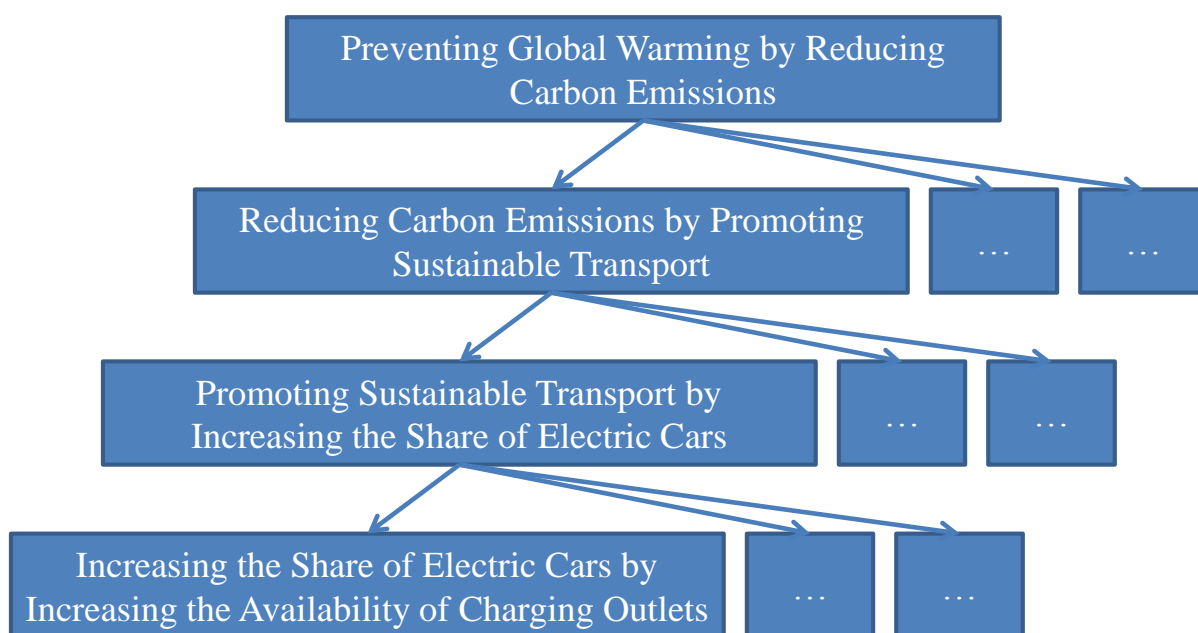 Preventing Global Warming by Reducing
Carbon Emissions
Reducing Carbon Emissions by Promoting
Sustainable Transport
…
…
Promoting Sustainable Transport by
Increasing the Share of Electric Cars
…
…
Increasing the Share of Electric Cars by
Increasing the Availability of Charging Outlets
…
…